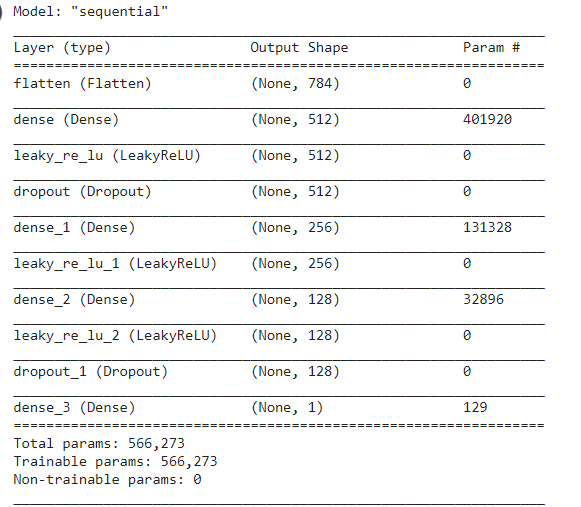 Model: "sequential"
Layer (type) Output Shape Param #
flatten (Flatten) (None, 784) 0
dense (Dense) (None, 512) 401920
leaky_re_lu (LeakyReLU) (None, 512) 0
dropout (Dropout) (None, 512) 0
dense_1 (Dense) (None, 256) 131328
leaky_re_lu_1 (LeakyReLU) (None, 256) 0
dense_2 (Dense) (None, 128) 32896
leaky_re_lu_2 (LeakyReLU) (None, 128) 0
dropout_1 (Dropout) (None, 128) 0
dense_3 (Dense) (None, 1) 129
Total params: 566,273
Trainable params: 566,273
Non-trainable params: 0